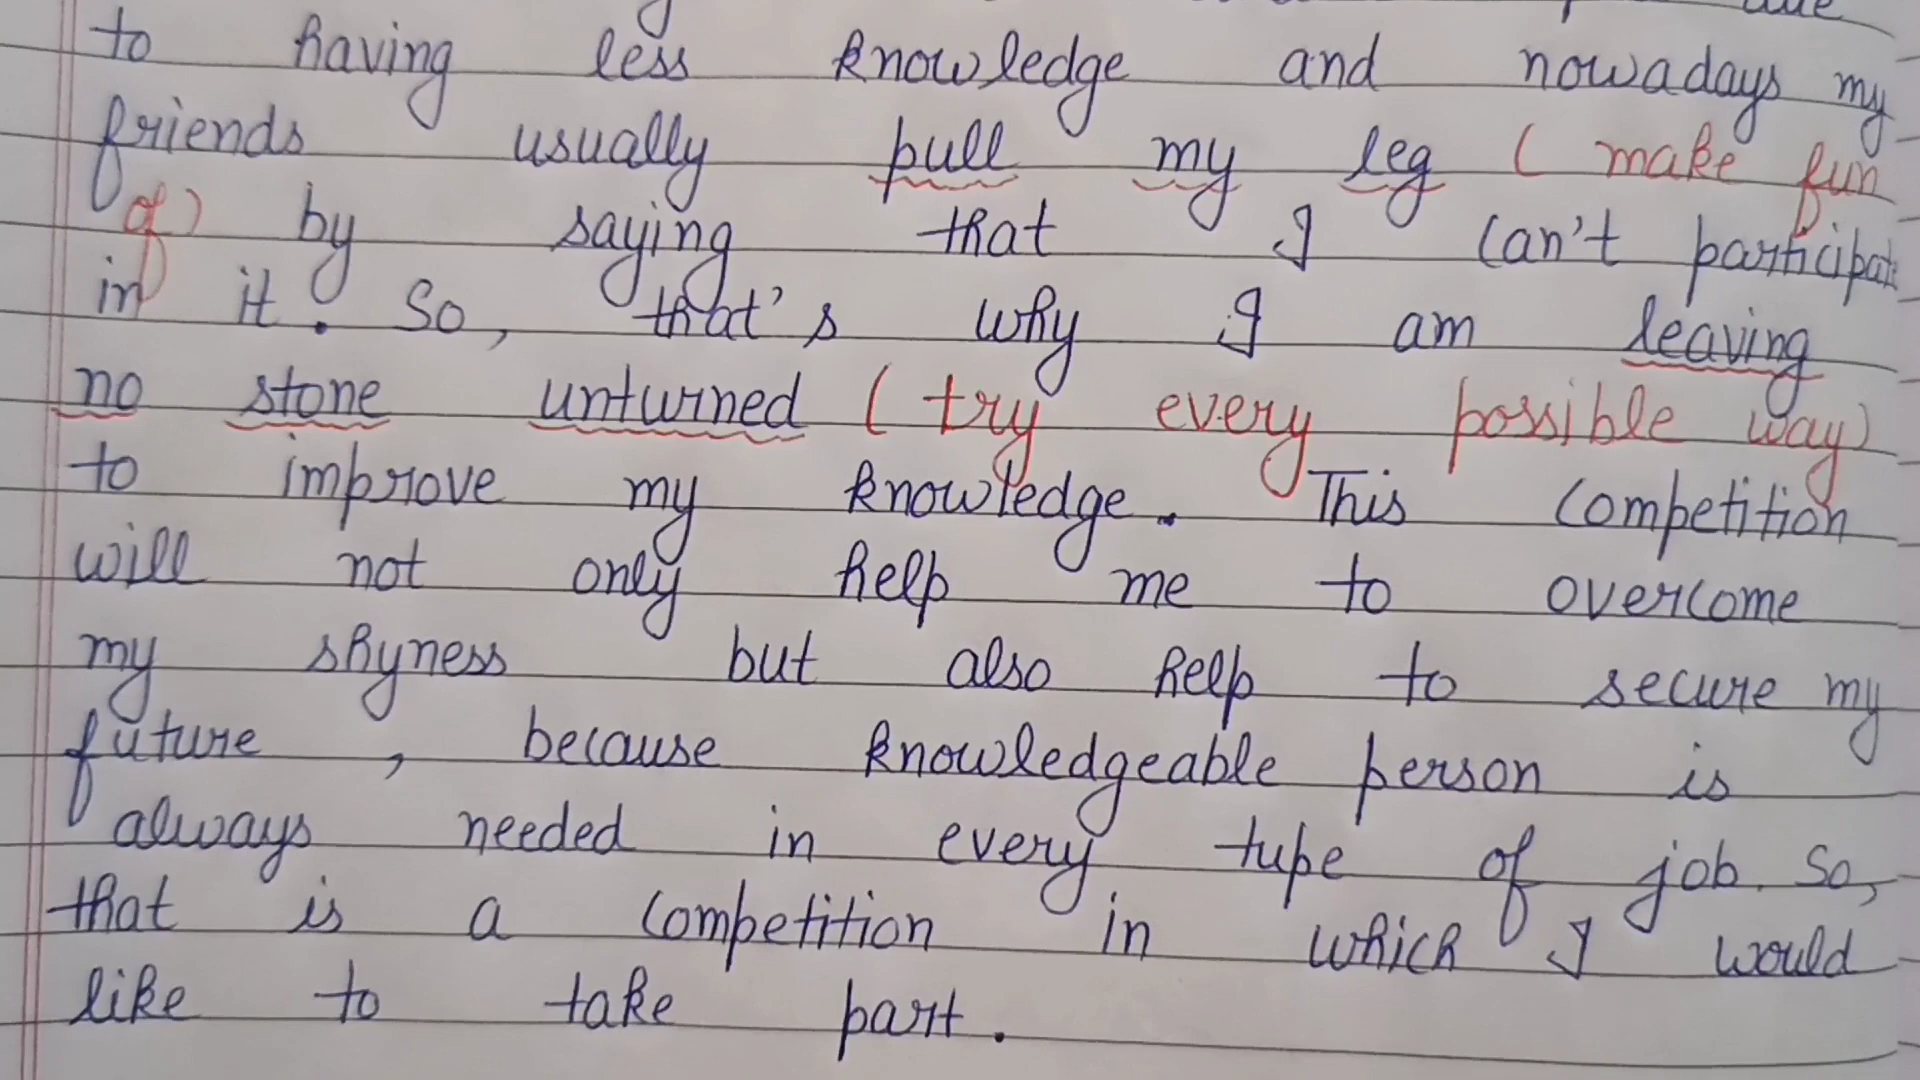 due
to having less knowledge and nowadays my
friends usually pull my leg ( make fun
of) by saying that I can't participate
in it. So, that's why I am leaving
no stone unturned ( try every possible way)
to improve my knowledge. This competition
will not only help me to overcome
my shyness but also help to secure my
future , because knowledgeable person is
always needed in every tupe of job. So,
that is a competition in which I would
like to take part.